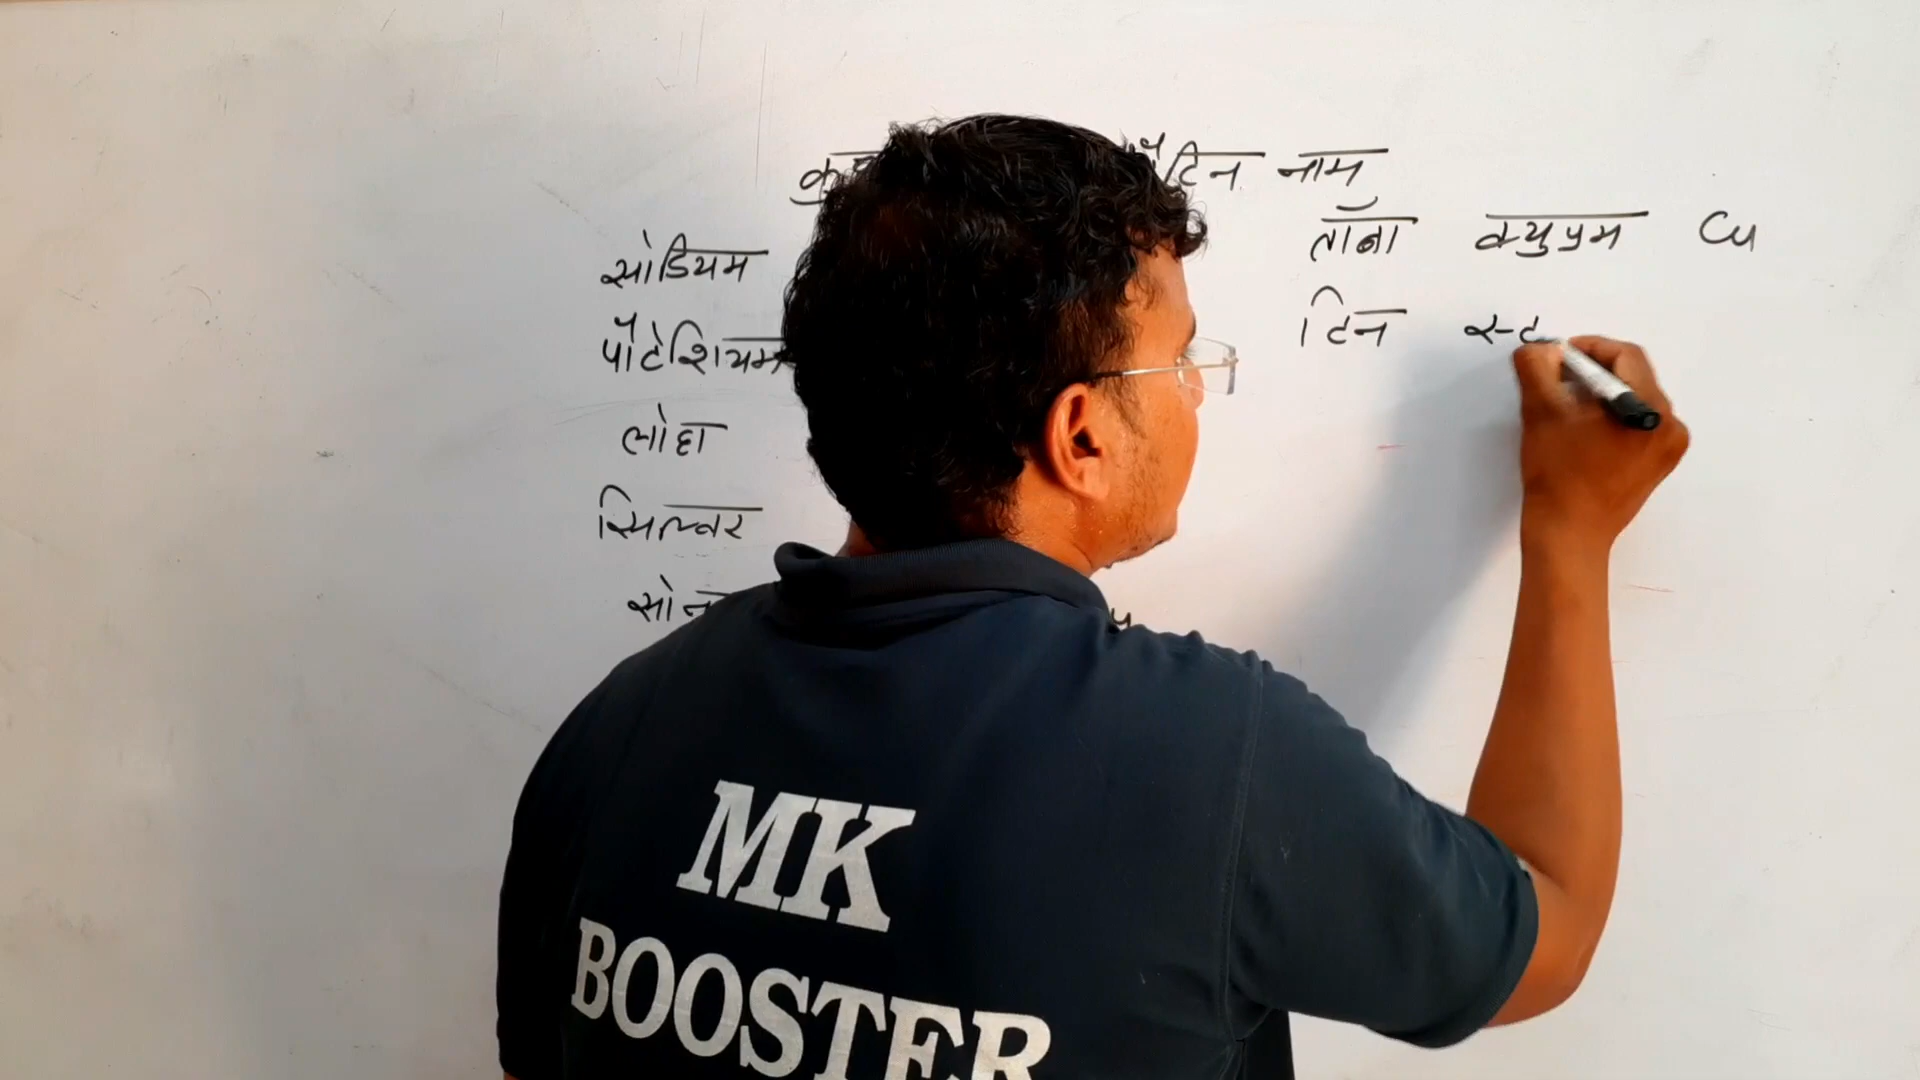 लैटिन नाम
सोडियम
पोटेशियम
लोहा
सिल्वर
ताँबा क्युप्रम Cu
टिन स्ट
MK
BOOSTER